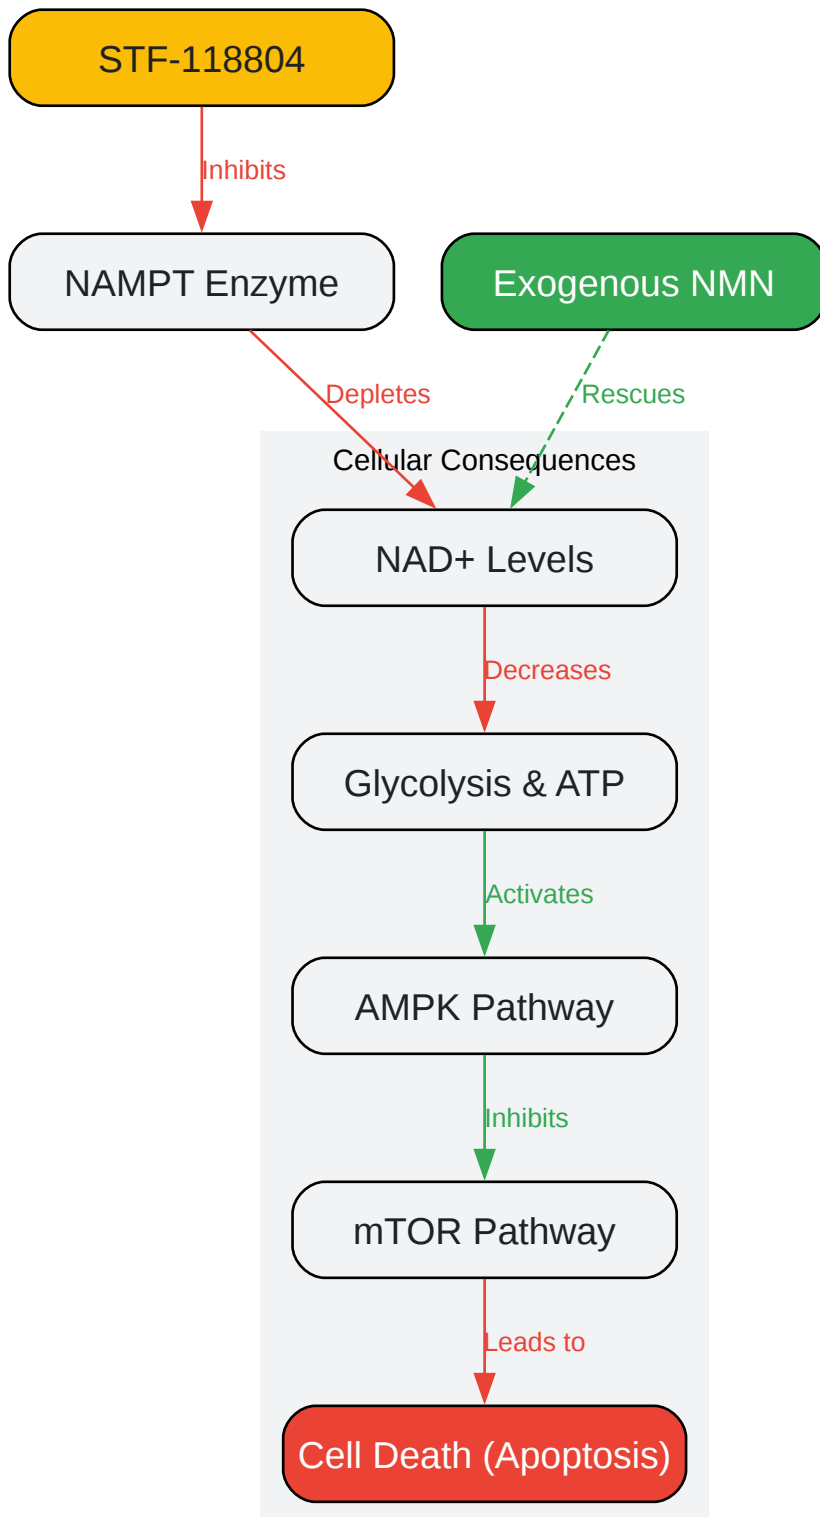 STF-118804
Inhibits
NAMPT Enzyme
Exogenous NMN
Depletes
Rescues
Cellular Consequences
NAD+ Levels
Decreases
Glycolysis & ATP
Activates
AMPK Pathway
Inhibits
mTOR Pathway
Leads to
Cell Death (Apoptosis)